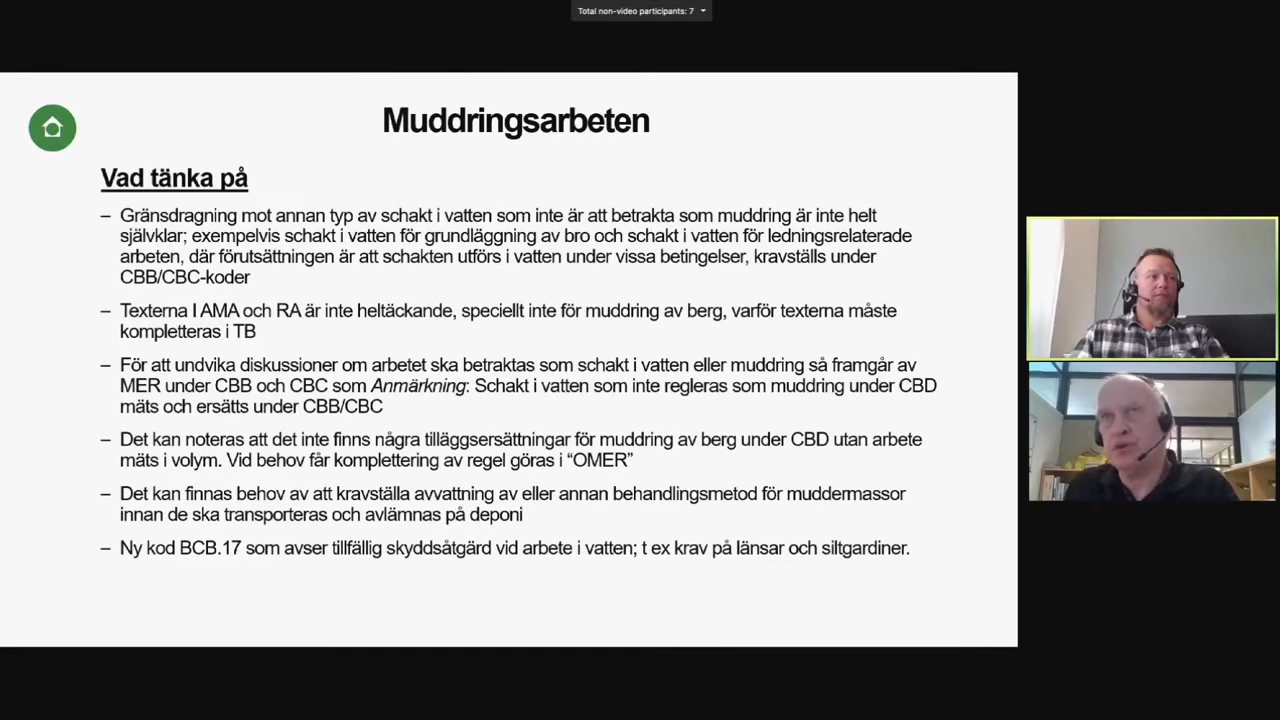 Total non-video participants: 7
Muddringsarbeten
Vad tänka på
– Gränsdragning mot annan typ av schakt i vatten som inte är att betrakta som muddring är inte helt
självklar; exempelvis schakt i vatten för grundläggning av bro och schakt i vatten för ledningsrelaterade
arbeten, där förutsättningen är att schakten utförs i vatten under vissa betingelser, kravställs under
CBB/CBC-koder
– Texterna I AMA och RA är inte heltäckande, speciellt inte för muddring av berg, varför texterna måste
kompletteras i TB
– För att undvika diskussioner om arbetet ska betraktas som schakt i vatten eller muddring så framgår av
MER under CBB och CBC som Anmärkning: Schakt i vatten som inte regleras som muddring under CBD
mäts och ersätts under CBB/CBC
– Det kan noteras att det inte finns några tilläggsersättningar för muddring av berg under CBD utan arbete
mäts i volym. Vid behov får komplettering av regel göras i “OMER”
– Det kan finnas behov av att kravställa avvattning av eller annan behandlingsmetod för muddermassor
innan de ska transporteras och avlämnas på deponi
– Ny kod BCB.17 som avser tillfällig skyddsåtgärd vid arbete i vatten; t ex krav på länsar och siltgardiner.